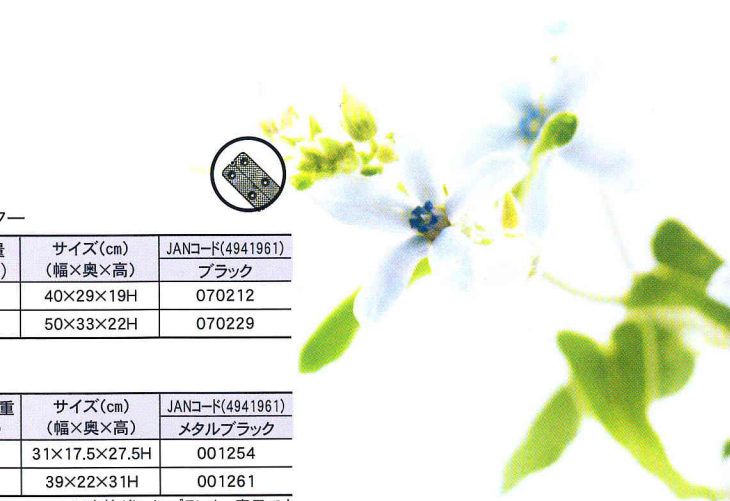 サイズ(cm) JANコード(4941961)
(幅×奥×高) ブラック
40×29×19H 070212
50×33×22H 070229
重 サイズ(cm) JANコード(4941961)
(幅×奥×高) メタルブラック
31×17.5×27.5H 001254
39×22×31H 001261